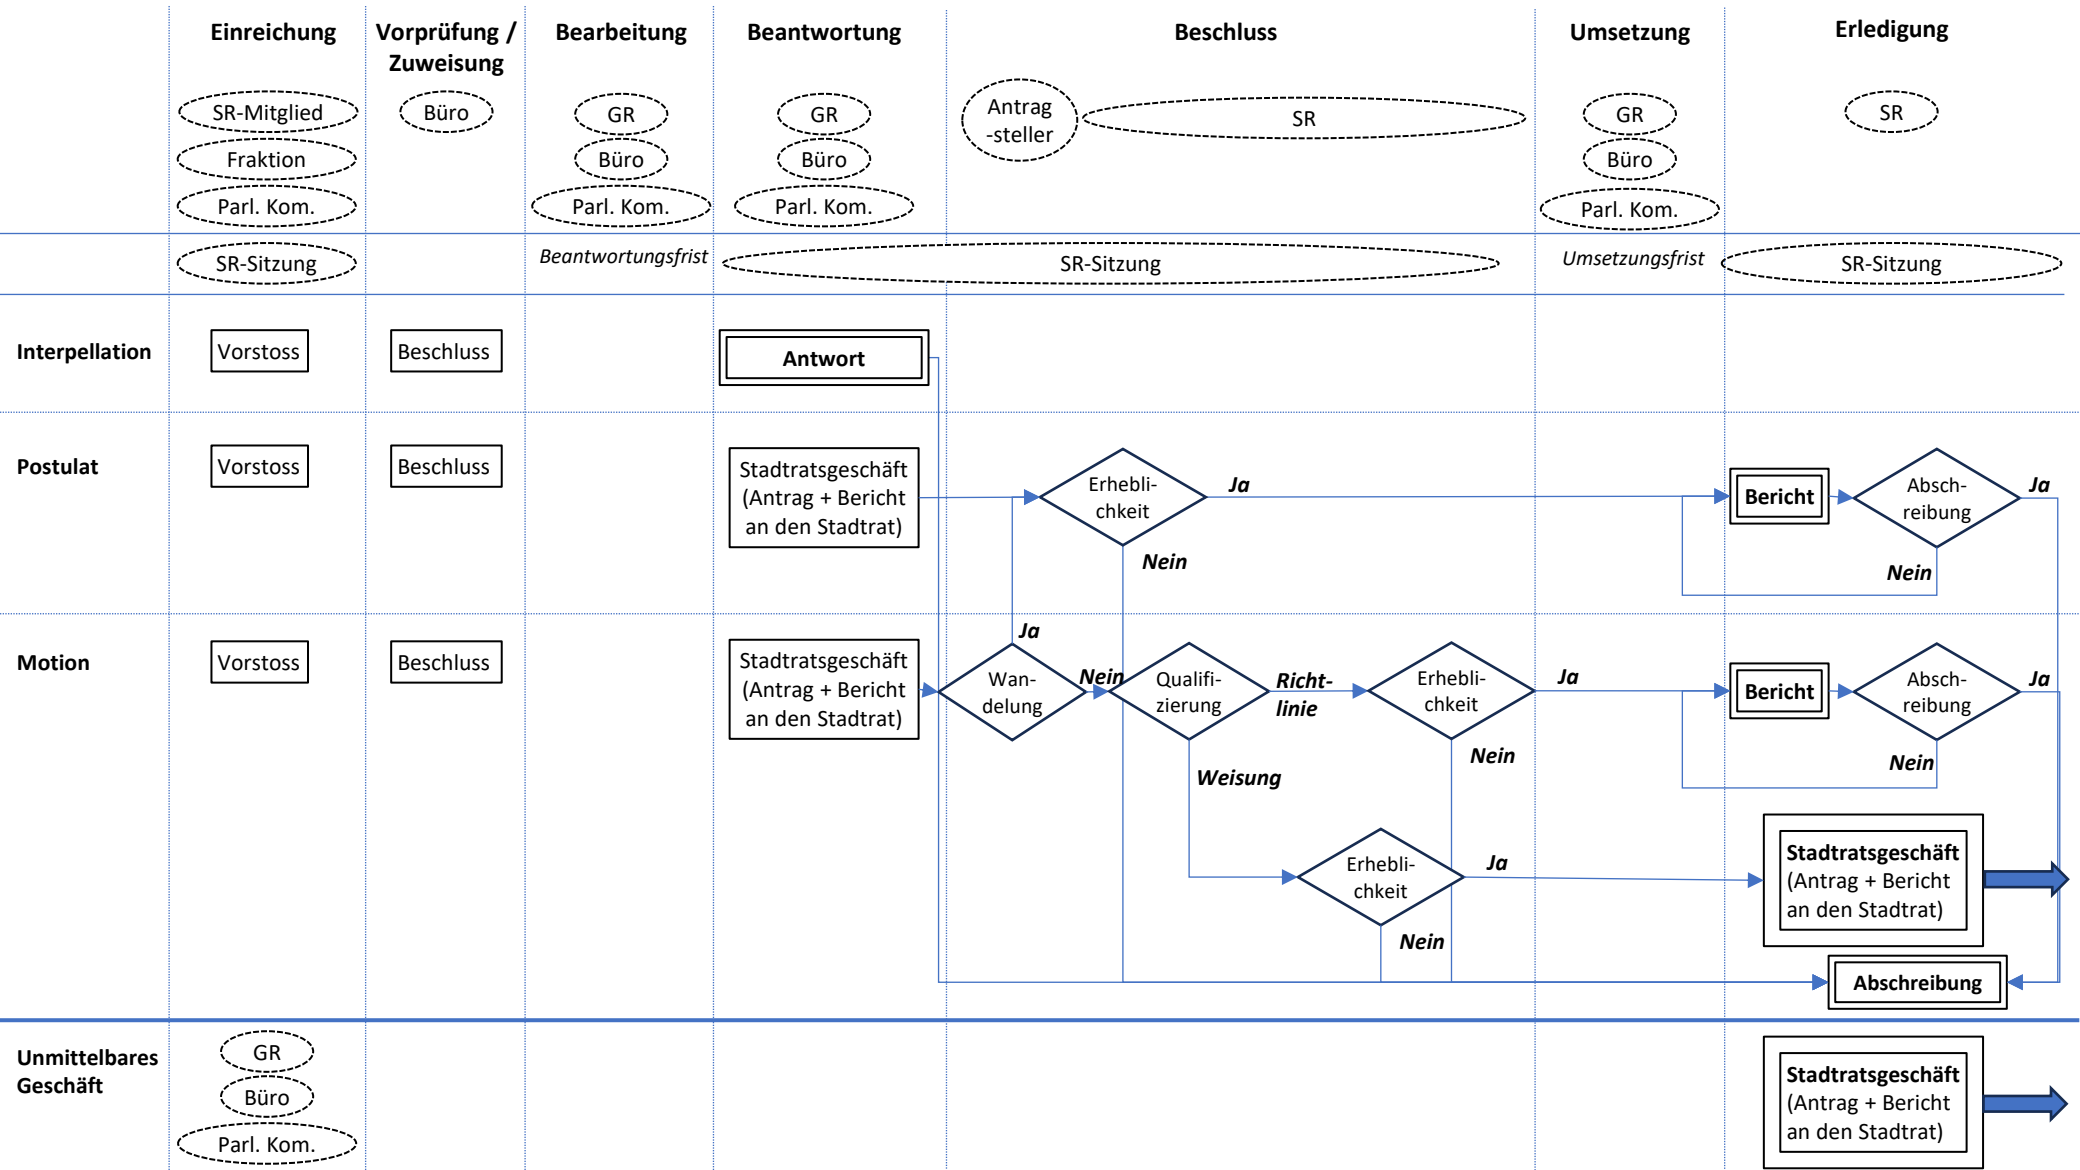 Einreichung
Vorprüfung /
Zuweisung
Bearbeitung
Beantwortung
Beschluss
Umsetzung
Erledigung
SR-Mitglied
Fraktion
Parl. Kom.
Büro
GR
Büro
Parl. Kom.
GR
Büro
Parl. Kom.
Antrag
-steller
SR
GR
Büro
Parl. Kom.
SR
SR-Sitzung
Beantwortungsfrist
SR-Sitzung
Umsetzungsfrist
SR-Sitzung
Interpellation
Vorstoss
Beschluss
Antwort
Postulat
Vorstoss
Beschluss
Stadtratsgeschäft
(Antrag + Bericht
an den Stadtrat)
Erhebli-
chkeit
Ja
Nein
Bericht
Absch-
reibung
Ja
Nein
Motion
Vorstoss
Beschluss
Stadtratsgeschäft
(Antrag + Bericht
an den Stadtrat)
Ja
Wan-
delung
Nein
Qualifi-
zierung
Richt-
linie
Weisung
Erhebli-
chkeit
Ja
Nein
Bericht
Absch-
reibung
Ja
Nein
Erhebli-
chkeit
Ja
Nein
Stadtratsgeschäft
(Antrag + Bericht
an den Stadtrat)
Abschreibung
Unmittelbares
Geschäft
GR
Büro
Parl. Kom.
Stadtratsgeschäft
(Antrag + Bericht
an den Stadtrat)